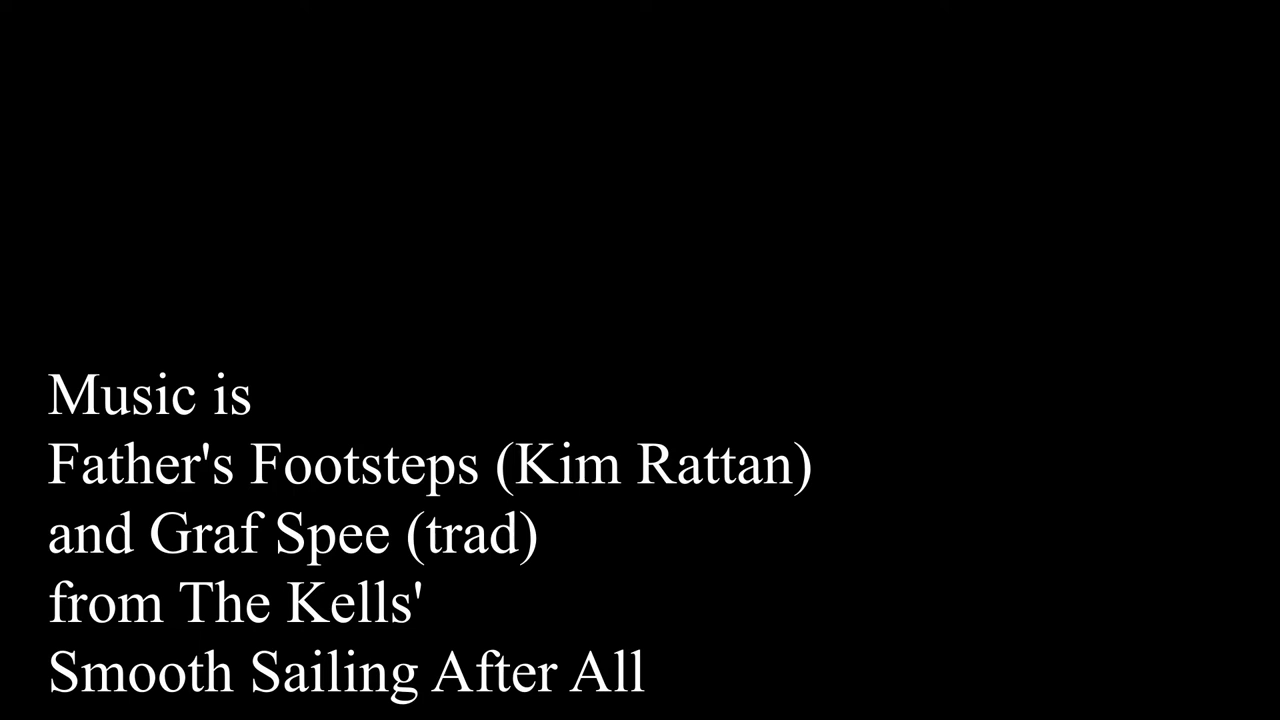 Music is
Father's Footsteps (Kim Rattan)
and Graf Spee (trad)
from The Kells'
Smooth Sailing After All